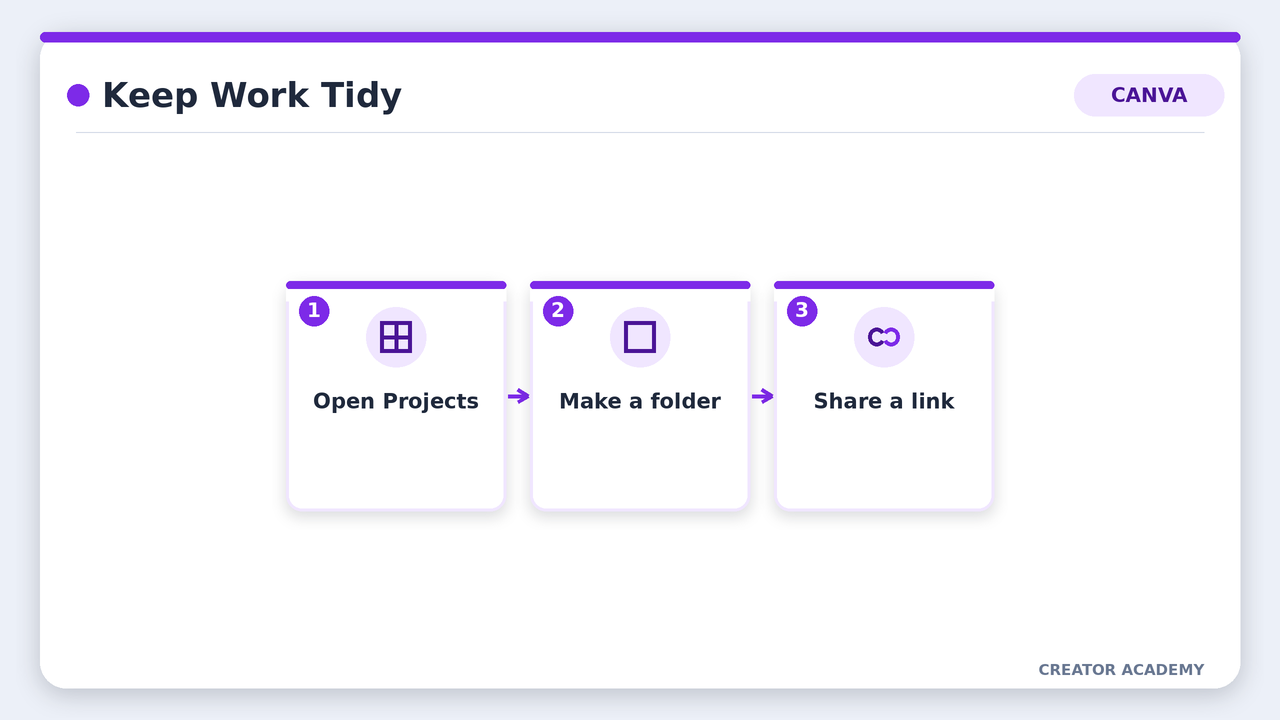 Keep Work Tidy
CANVA
1
2
3
Open Projects
Make a folder
Share a link
CREATOR ACADEMY